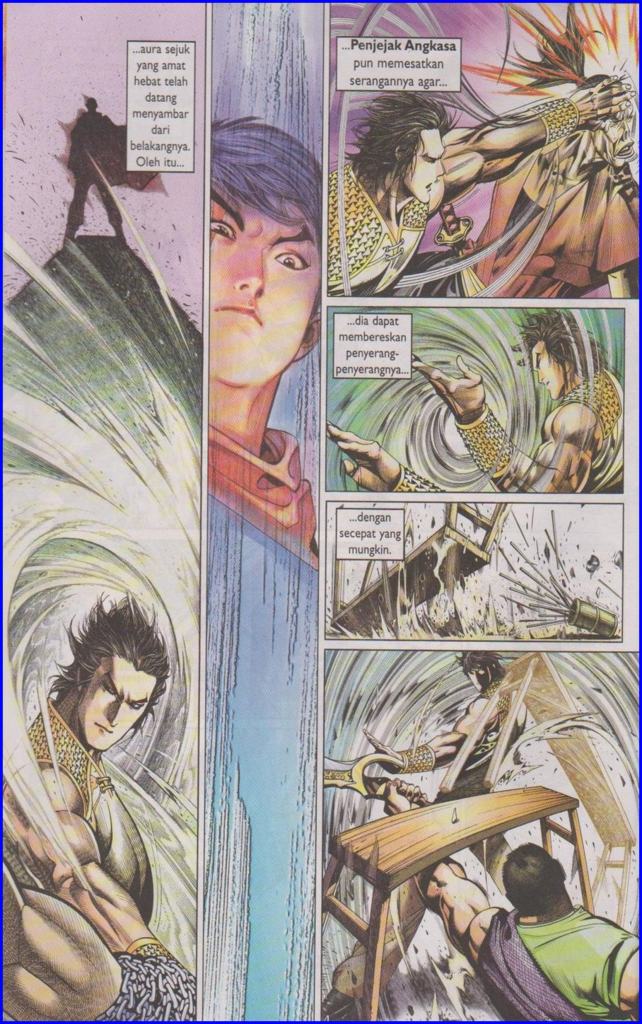 ...aura sejuk
yang amat
hebat telah
datang
menyambar
dari
belakangnya.
Oleh itu...
...Penjejak Angkasa
pun memesatkan
serangannya agar...
...dia dapat
membereskan
penyerang-
penyerangnya...
...dengan
secepat yang
mungkin.